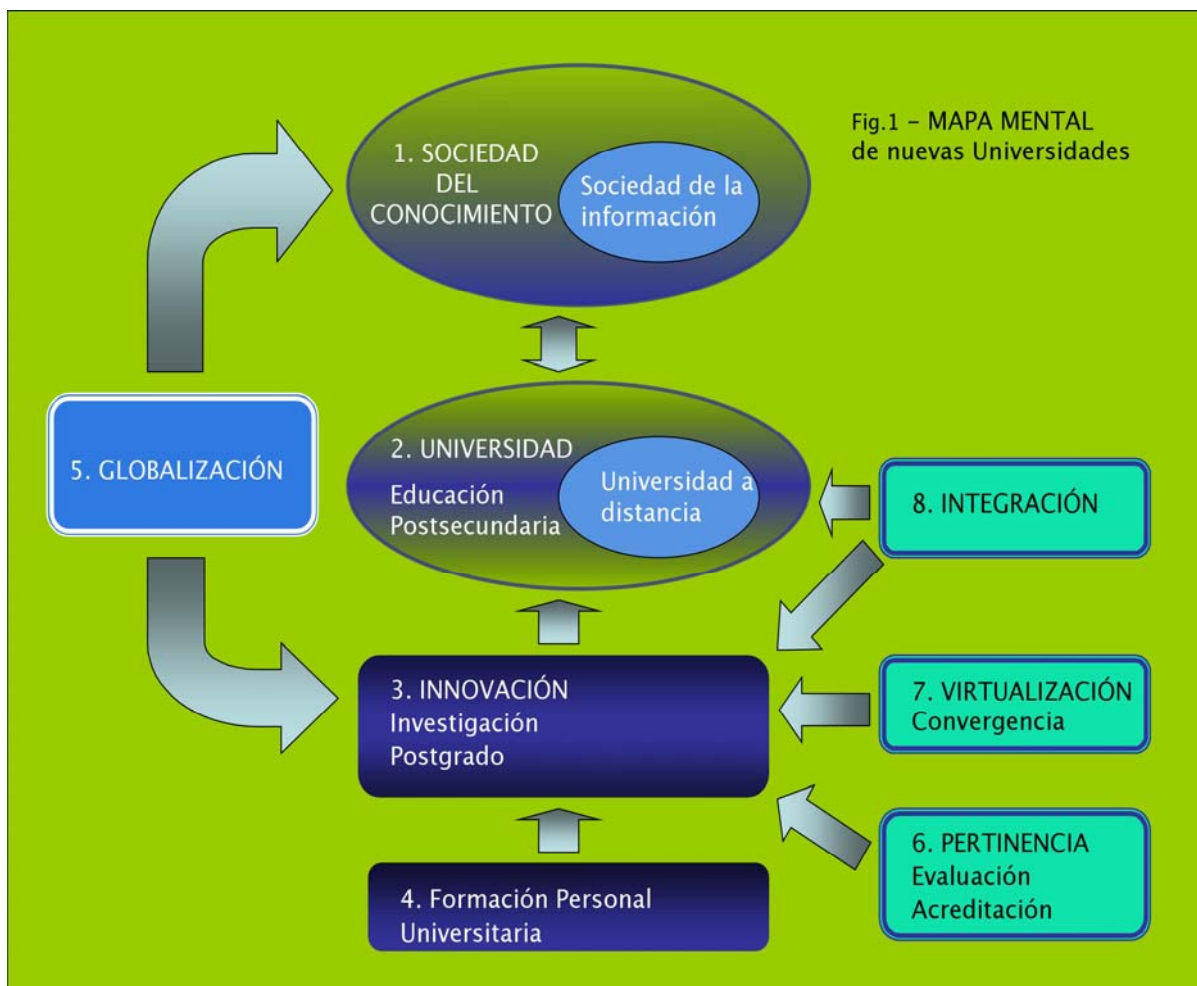 Fig.1 – MAPA MENTAL
de nuevas Universidades
1. SOCIEDAD
DEL
CONOCIMIENTO
Sociedad de la
información
2. UNIVERSIDAD
Educación
Postsecundaria
Universidad a
distancia
3. INNOVACIÓN
Investigación
Postgrado
4. Formación Personal
Universitaria
5. GLOBALIZACIÓN
8. INTEGRACIÓN
7. VIRTUALIZACIÓN
Convergencia
6. PERTINENCIA
Evaluación
Acreditación